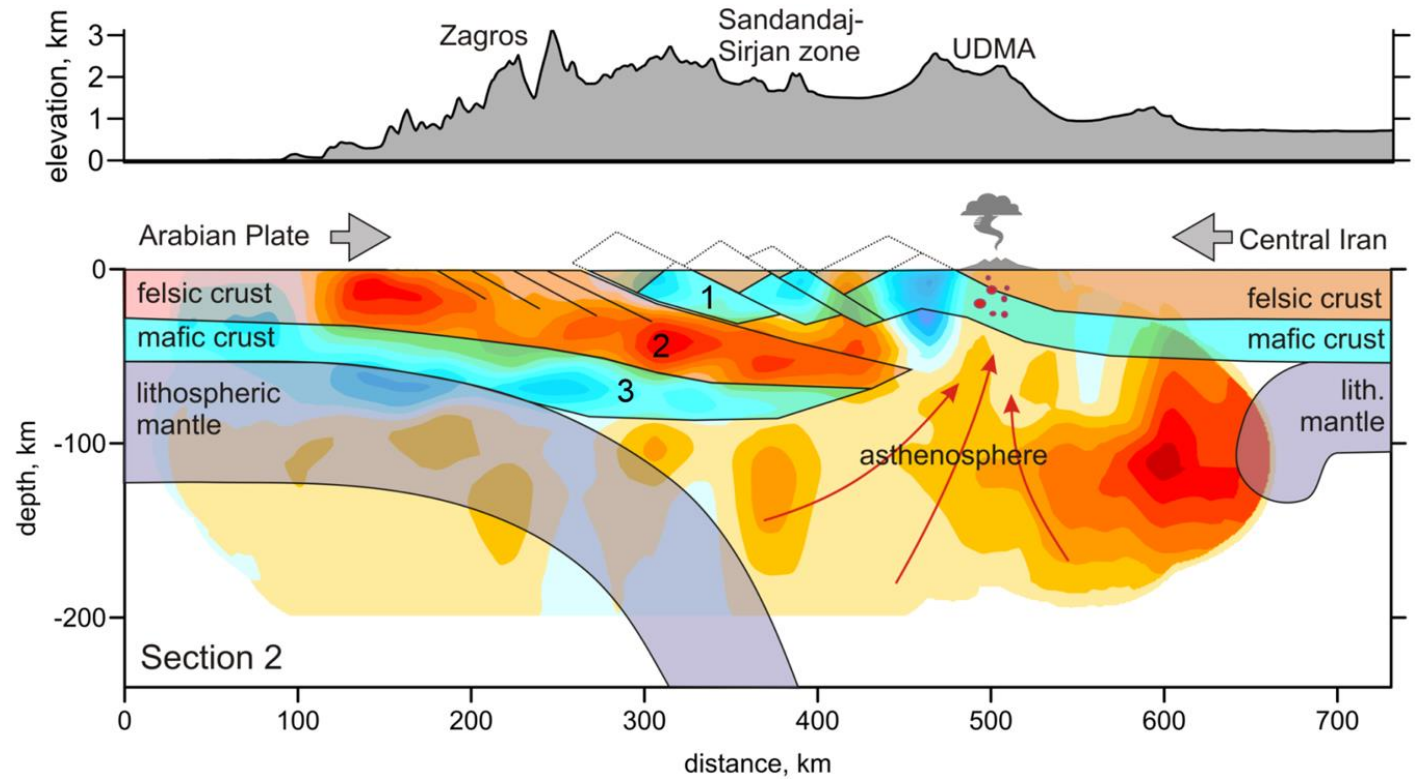 Sandandaj-
Sirjan zone
Zagros
UDMA
elevation, km
3
2
1
0
Arabian Plate
Central Iran
0
-100
-200
depth, km
felsic crust
mafic crust
lithospheric
mantle
1
2
3
asthenosphere
felsic crust
mafic crust
lith.
mantle
Section 2
0 100 200 300 400 500 600 700
distance, km